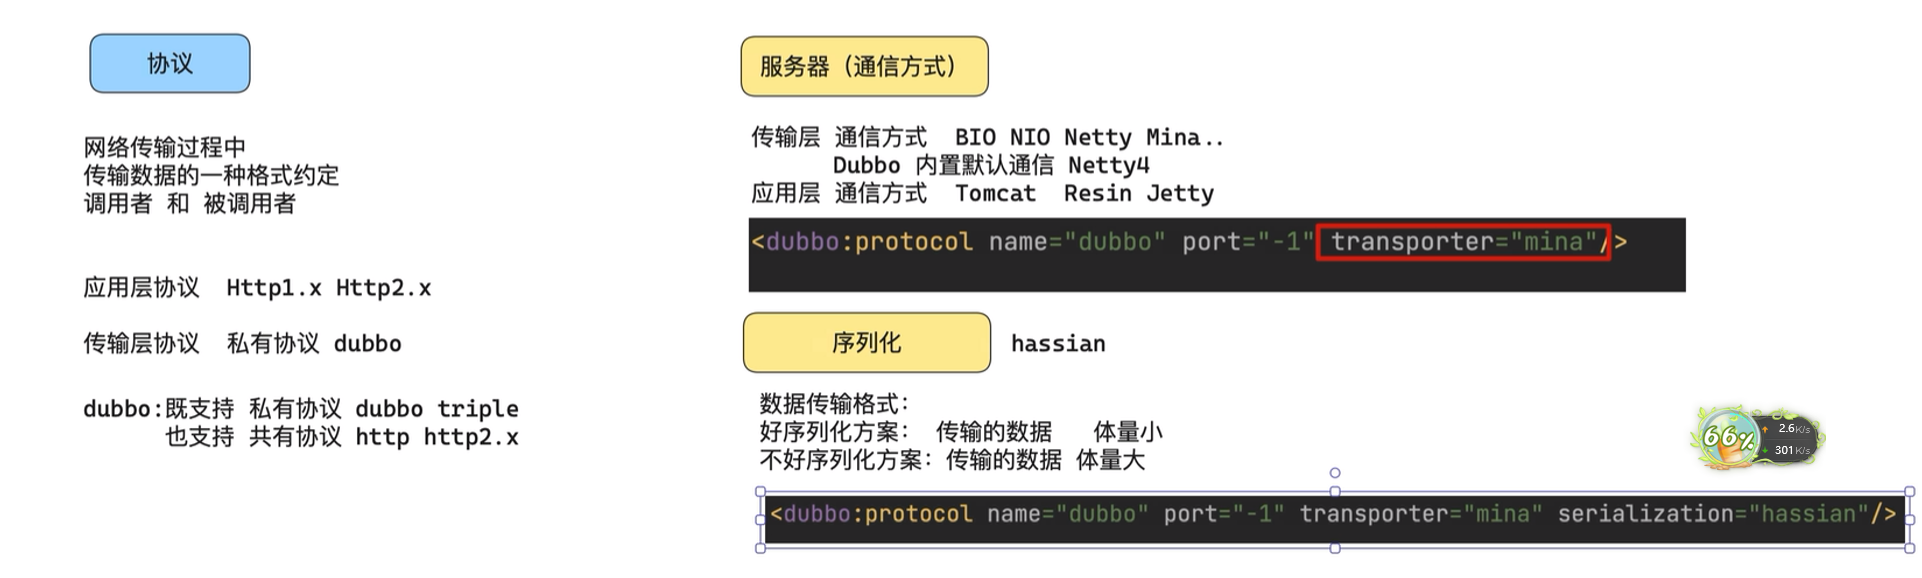 协议
网络传输过程中
传输数据的一种格式约定
调用者 和 被调用者
应用层协议 Http1.x Http2.x
传输层协议 私有协议 dubbo
dubbo:既支持 私有协议 dubbo triple
也支持 共有协议 http http2.x
服务器（通信方式）
传输层 通信方式 BIO NIO Netty Mina..
Dubbo 内置默认通信 Netty4
应用层 通信方式 Tomcat Resin Jetty
<dubbo:protocol name="dubbo" port="-1" transporter="mina"/>
序列化 hassian
数据传输格式：
好序列化方案： 传输的数据 体量小
不好序列化方案：传输的数据 体量大
<dubbo:protocol name="dubbo" port="-1" transporter="mina" serialization="hassian"/>
66%
2.6K/s
301K/s